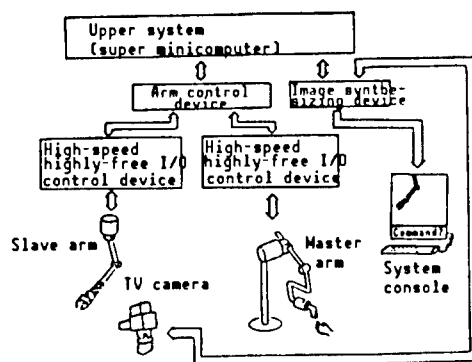 Upper system
(super minicomputer)
Arm control
device
Image synthe-
sizing device
High-speed
highly-free I/O
control device
High-speed
highly-free I/O
control device
Slave arm
TV camera
Master
arm
Command?
System
console